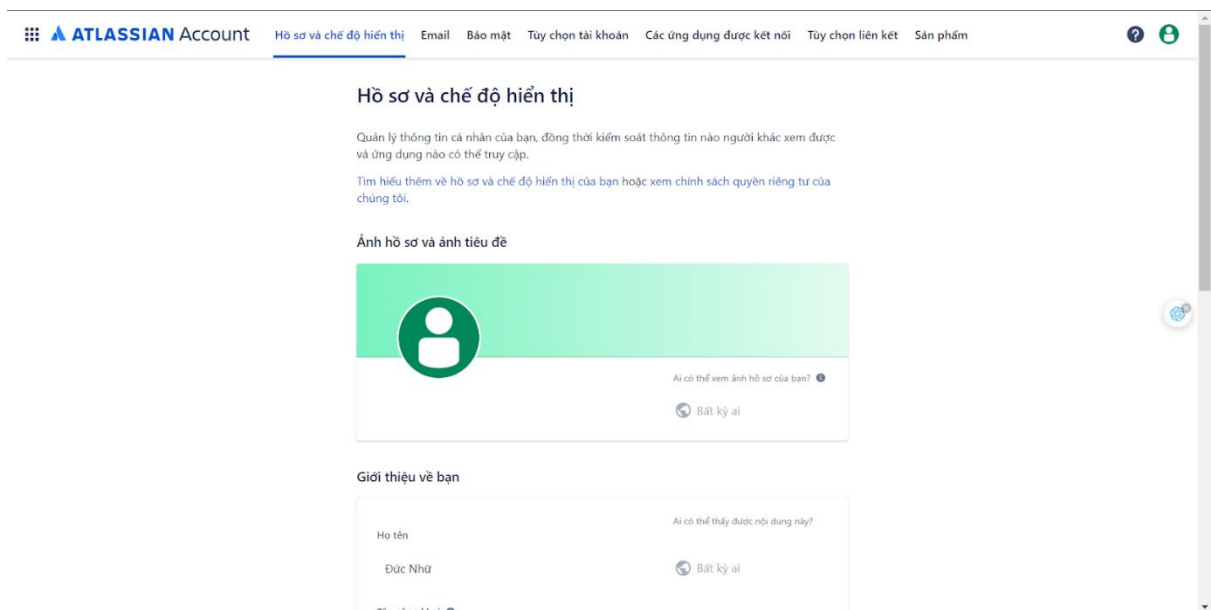 ATLASSIAN Account Hồ sơ và chế độ hiển thị Email Bảo mật Tùy chọn tài khoản Các ứng dụng được kết nối Tùy chọn liên kết Sản phẩm
Hồ sơ và chế độ hiển thị
Quản lý thông tin cá nhân của bạn, đồng thời kiểm soát thông tin nào người khác xem được
và ứng dụng nào có thể truy cập.
Tìm hiểu thêm về hồ sơ và chế độ hiển thị của bạn hoặc xem chính sách quyền riêng tư của
chúng tôi.
Ảnh hồ sơ và ảnh tiêu đề
Ai có thể xem ảnh hồ sơ của bạn?
Bất kỳ ai
Giới thiệu về bạn
Ai có thể thấy được nội dung này?
Họ tên
Đức Nhữ
Bất kỳ ai